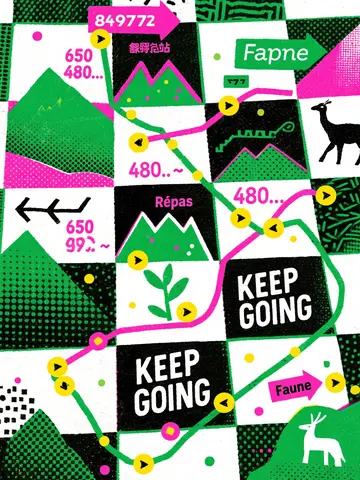 849772
650
480...
Fapne
480.. ~
480...
Répas
650
KEEP
GOING
KEEP
GOING
Faune